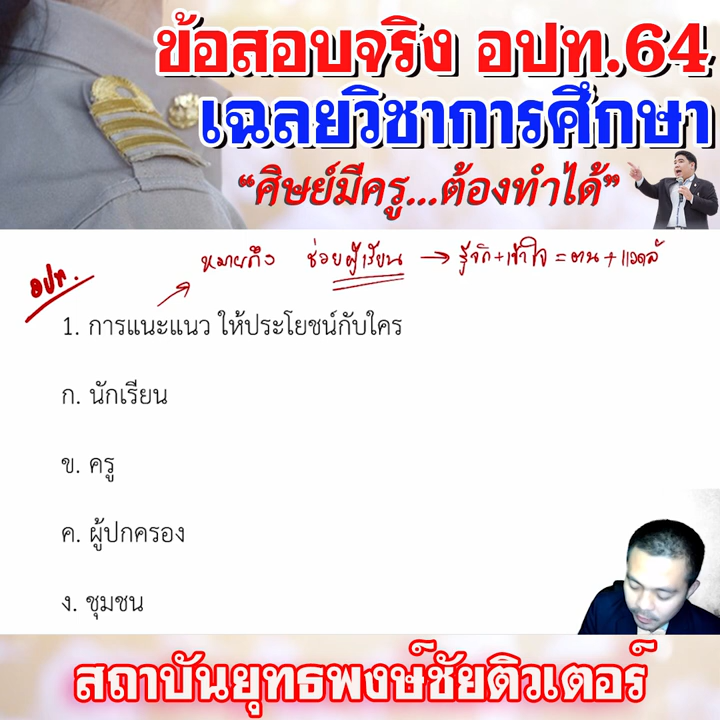 ข้อสอบจริง อปท.64
เฉลยวิชาการศึกษา
“ศิษย์มีครู...ต้องทำได้”
อปท.
หมายถึง ช่วยผู้เรียน → รู้จัก+เข้าใจ = ตน +
1. การแนะแนว ให้ประโยชน์กับใคร
ก. นักเรียน
ข. ครู
ค. ผู้ปกครอง
ง. ชุมชน
สถาบันยุทธพงษ์ชัยติวเตอร์